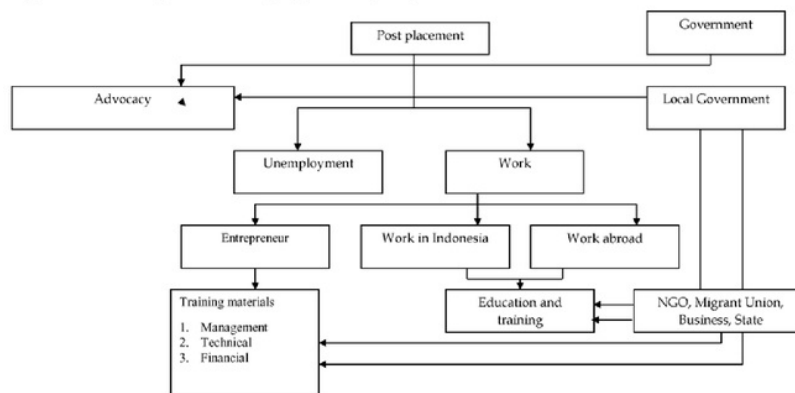 Government
Post placement
Advocacy
Local Government
Unemployment
Work
Entrepreneur
Work in Indonesia
Work abroad
Training materials
1. Management
2. Technical
3. Financial
Education and
training
NGO, Migrant Union,
Business, State